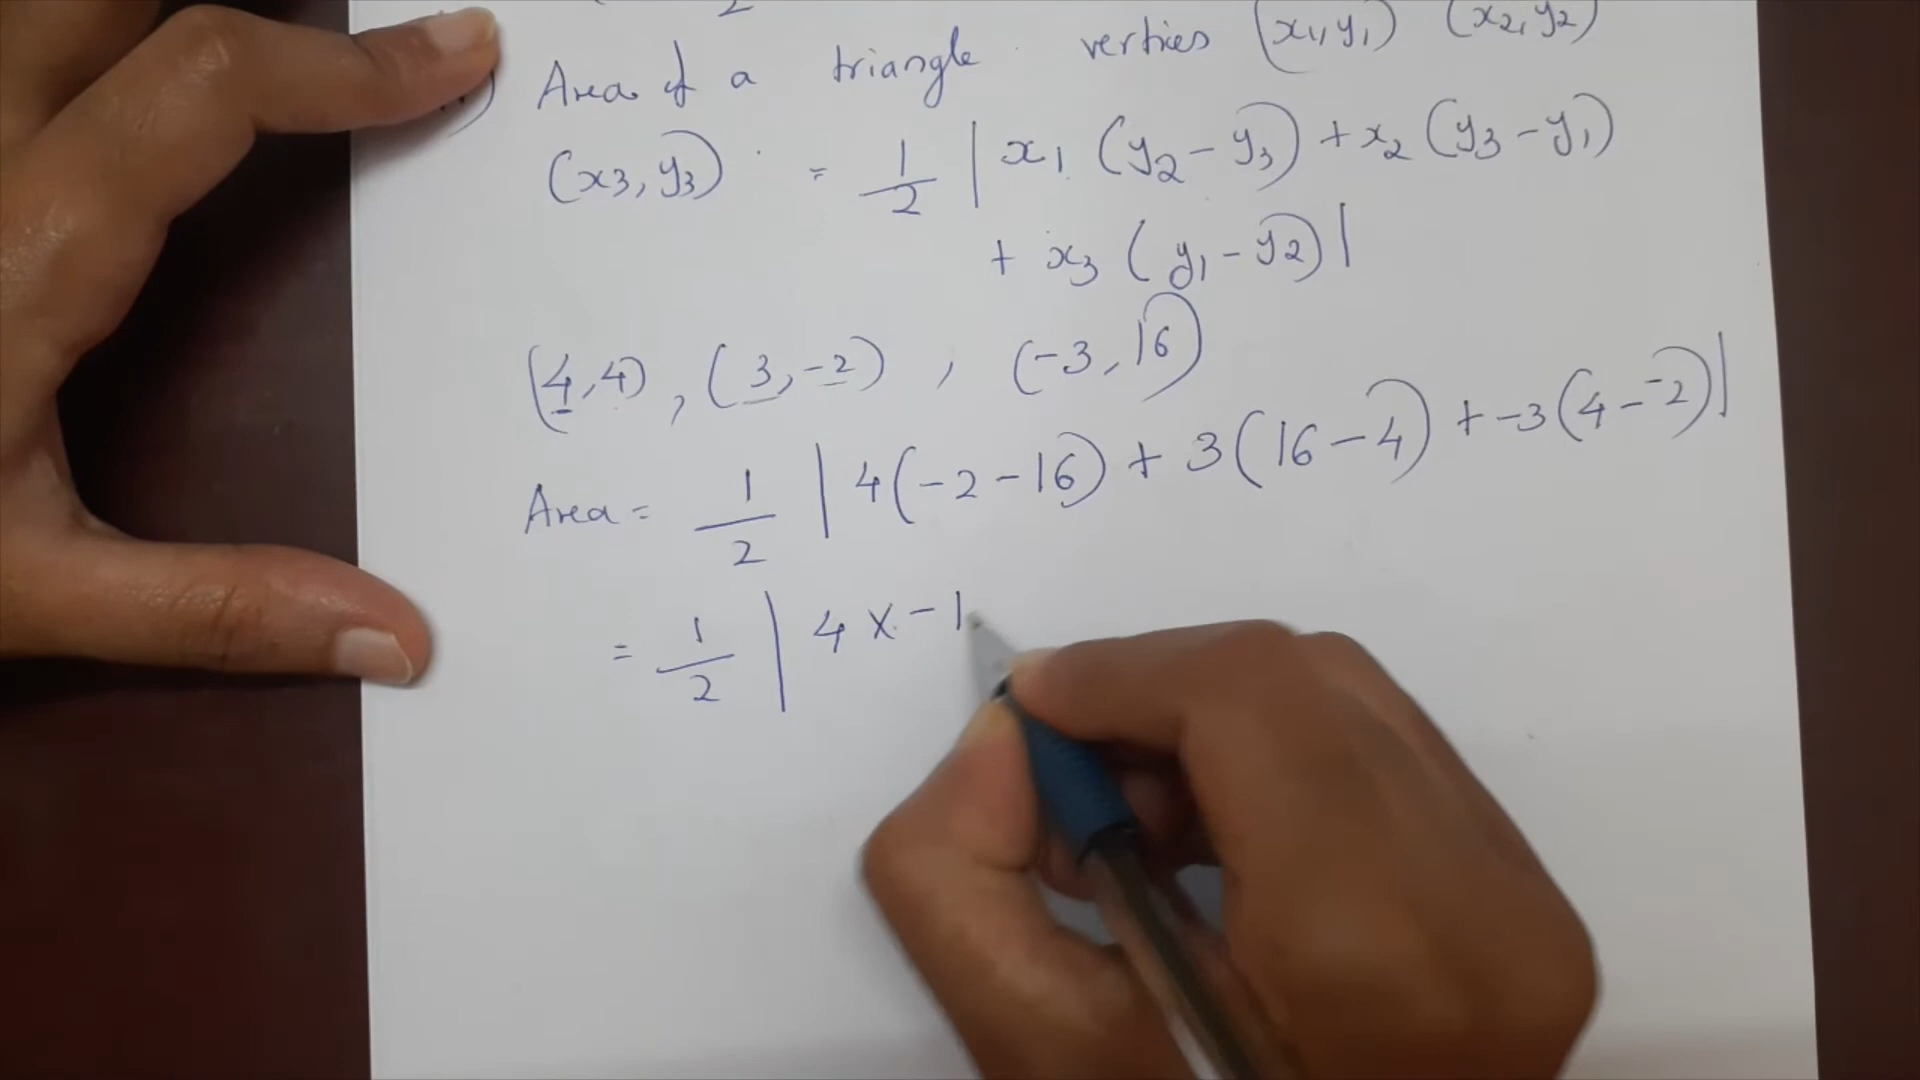 2
) Area of a triangle vertices (x1,y1) (x2,y2)
(x3, y3) = 1/2 | x1 (y2 - y3) + x2 (y3 - y1)
+ x3 (y1 - y2) |
(4,4), (3,-2), (-3,16)
Area = 1/2 | 4(-2-16) + 3(16-4) + -3(4--2) |
= 1/2 | 4 x -1